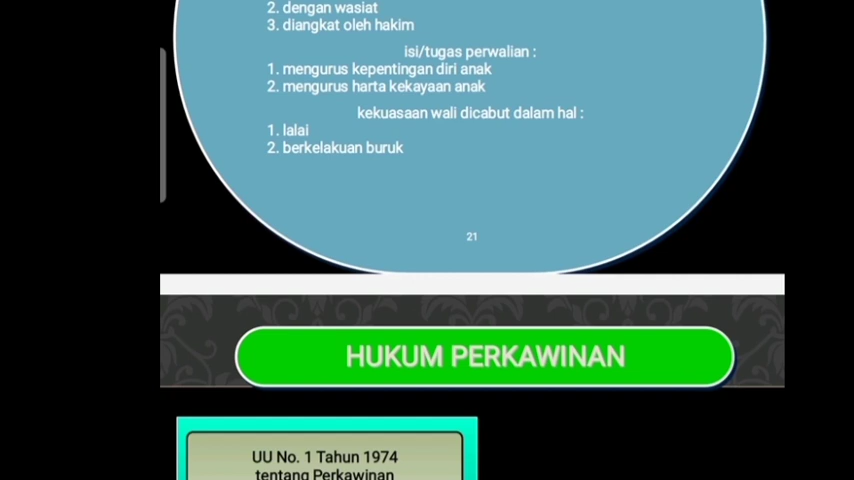 2. dengan wasiat
3. diangkat oleh hakim
isi/tugas perwalian :
1. mengurus kepentingan diri anak
2. mengurus harta kekayaan anak
kekuasaan wali dicabut dalam hal :
1. lalai
2. berkelakuan buruk
21
HUKUM PERKAWINAN
UU No. 1 Tahun 1974
tentang Perkawinan